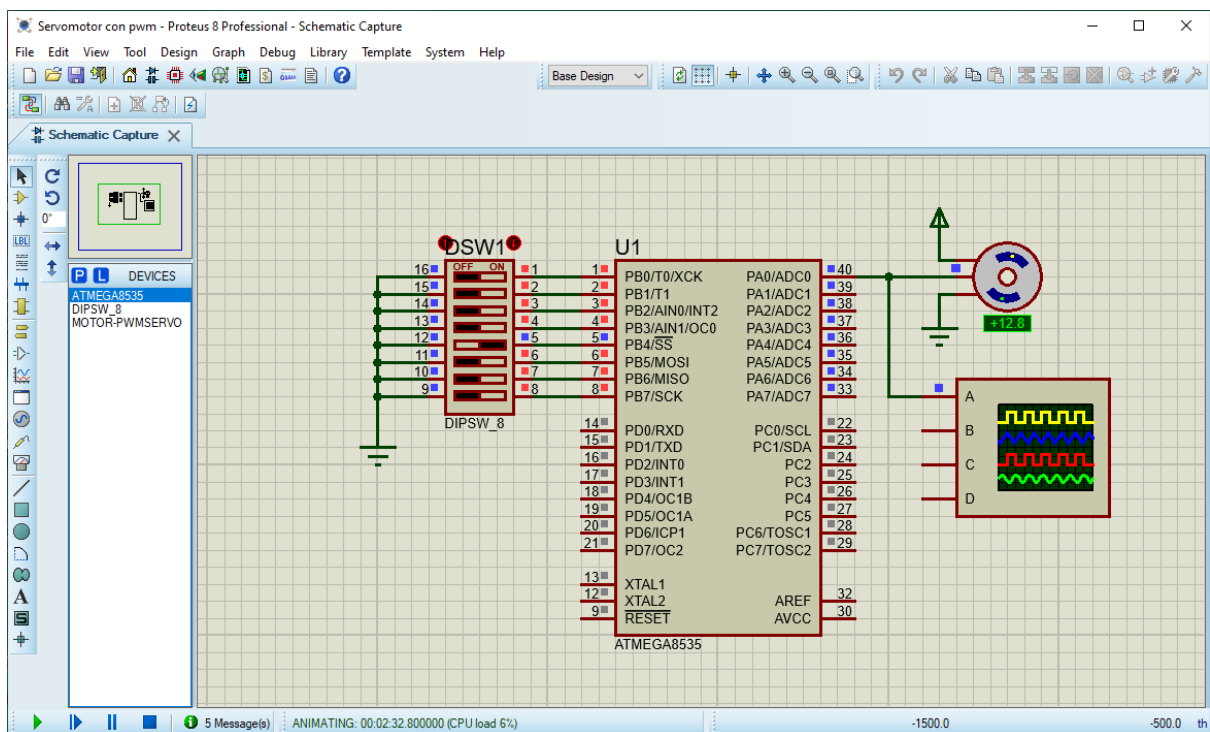 Servomotor con pwm - Proteus 8 Professional - Schematic Capture
File Edit View Tool Design Graph Debug Library Template System Help
Base Design
Schematic Capture
0°
LBL
P L DEVICES
ATMEGA8535
DIPSW_8
MOTOR-PWMSERVO
DSW1
OFF ON
16 1
15 2
14 3
13 4
12 5
11 6
10 7
9 8
DIPSW_8
U1
1 PB0/T0/XCK PA0/ADC0 40
2 PB1/T1 PA1/ADC1 39
3 PB2/AIN0/INT2 PA2/ADC2 38
4 PB3/AIN1/OC0 PA3/ADC3 37
5 PB4/SS PA4/ADC4 36
6 PB5/MOSI PA5/ADC5 35
7 PB6/MISO PA6/ADC6 34
8 PB7/SCK PA7/ADC7 33
14 PD0/RXD PC0/SCL 22
15 PD1/TXD PC1/SDA 23
16 PD2/INT0 PC2 24
17 PD3/INT1 PC3 25
18 PD4/OC1B PC4 26
19 PD5/OC1A PC5 27
20 PD6/ICP1 PC6/TOSC1 28
21 PD7/OC2 PC7/TOSC2 29
13 XTAL1
12 XTAL2 AREF 32
9 RESET AVCC 30
ATMEGA8535
+12.8
A
B
C
D
A
S
5 Message(s) ANIMATING: 00:02:32.800000 (CPU load 6%) -1500.0 -500.0 th